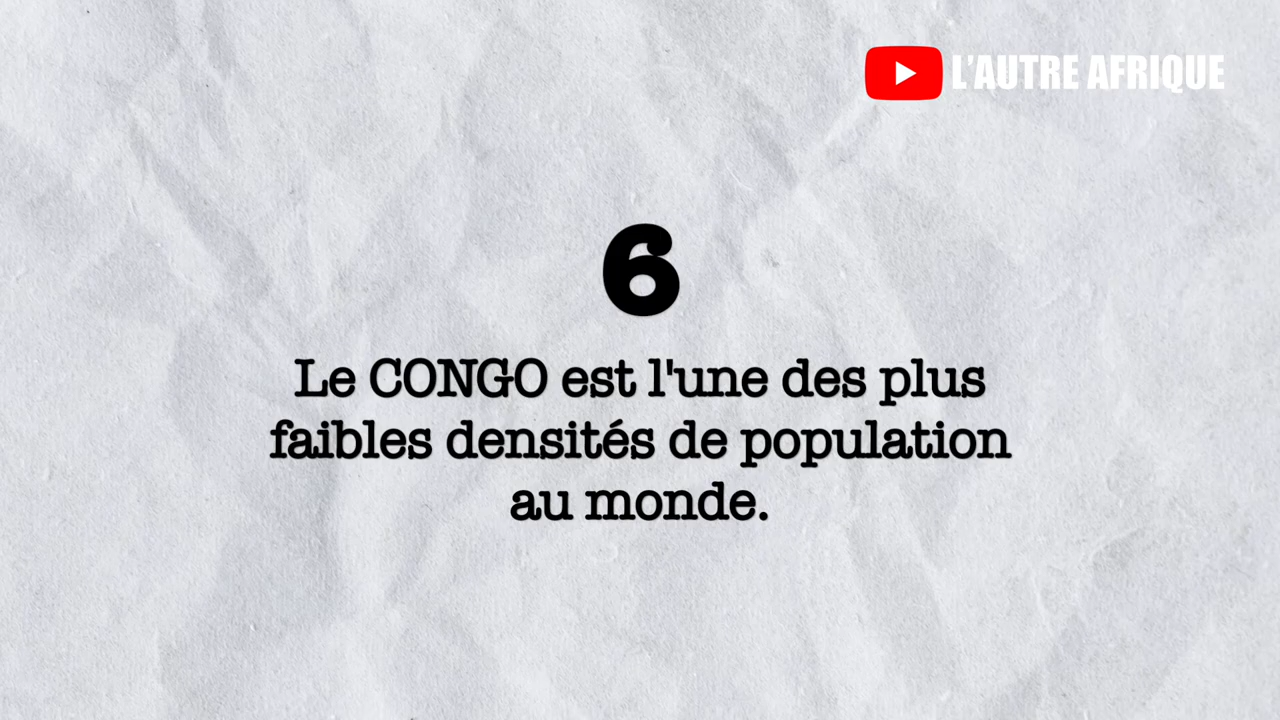 L'AUTRE AFRIQUE
6
Le CONGO est l'une des plus
faibles densités de population
au monde.